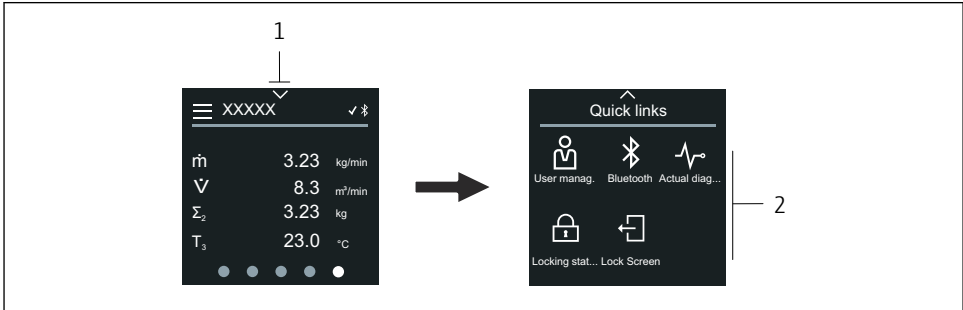 1
XXXXX
ṁ 3.23 kg/min
V̇ 8.3 m³/min
Σ₂ 3.23 kg
T₃ 23.0 °C
Quick links
User manag. Bluetooth Actual diag...
Locking stat... Lock Screen
2